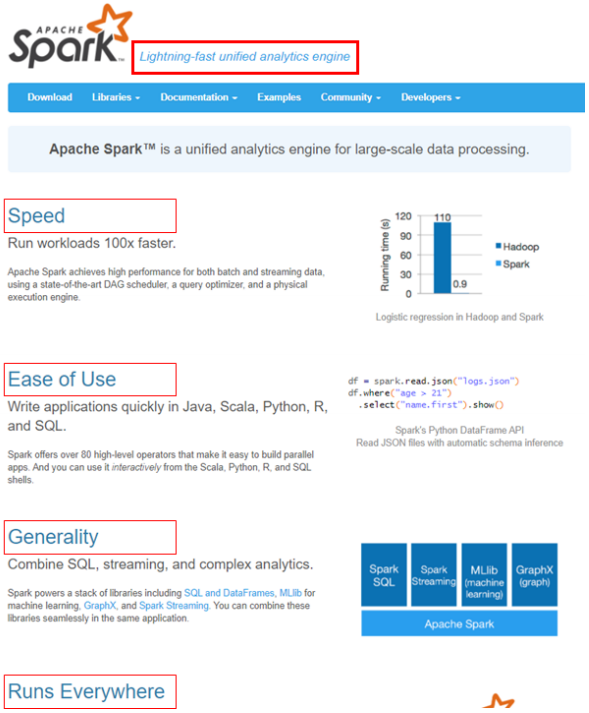 APACHE
Spark™
Lightning-fast unified analytics engine
Download Libraries Documentation Examples Community Developers
Apache Spark™ is a unified analytics engine for large-scale data processing.
Speed
Run workloads 100x faster.
Apache Spark achieves high performance for both batch and streaming data,
using a state-of-the-art DAG scheduler, a query optimizer, and a physical
execution engine.
Running time (s)
120
90
60
30
0
110
0.9
Hadoop
Spark
Logistic regression in Hadoop and Spark
Ease of Use
Write applications quickly in Java, Scala, Python, R,
and SQL.
Spark offers over 80 high-level operators that make it easy to build parallel
apps. And you can use it interactively from the Scala, Python, R, and SQL
shells.
df = spark.read.json("logs.json")
df.where("age > 21")
.select("name.first").show()
Spark's Python DataFrame API
Read JSON files with automatic schema inference
Generality
Combine SQL, streaming, and complex analytics.
Spark powers a stack of libraries including SQL and DataFrames, MLlib for
machine learning, GraphX, and Spark Streaming. You can combine these
libraries seamlessly in the same application.
Spark
SQL
Spark
Streaming
MLlib
(machine
learning)
GraphX
(graph)
Apache Spark
Runs Everywhere